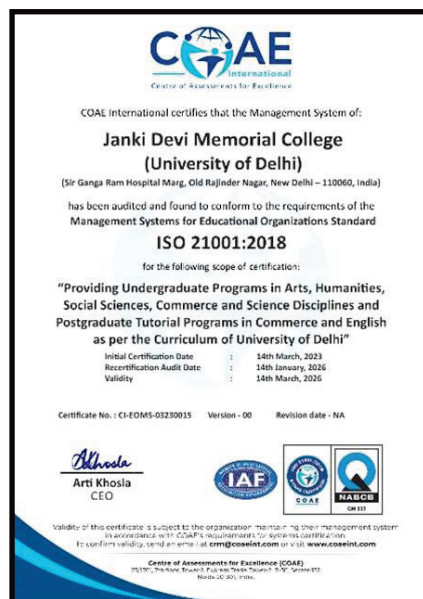 COAE
International
Centre of Assessments for Excellence
COAE International certifies that the Management System of:
Janki Devi Memorial College
(University of Delhi)
(Sir Ganga Ram Hospital Marg, Old Rajinder Nagar, New Delhi – 110060, India)
has been audited and found to conform to the requirements of the
Management Systems for Educational Organizations Standard
ISO 21001:2018
for the following scope of certification:
“Providing Undergraduate Programs in Arts, Humanities,
Social Sciences, Commerce and Science Disciplines and
Postgraduate Tutorial Programs in Commerce and English
as per the Curriculum of University of Delhi”
Initial Certification Date : 14th March, 2023
Recertification Audit Date : 14th January, 2026
Validity : 14th March, 2026
Certificate No. : CI-EOMS-03230015 Version - 00 Revision date - NA
Arti Khosla
CEO
IAF
COAE
NABCB
Validity of this certificate is subject to the organization maintaining their management system
in accordance with COAE's requirements for systems certification.
To confirm validity, send an email at crm@coaeint.com or visit www.coaeint.com
Centre of Assessments for Excellence (COAE)